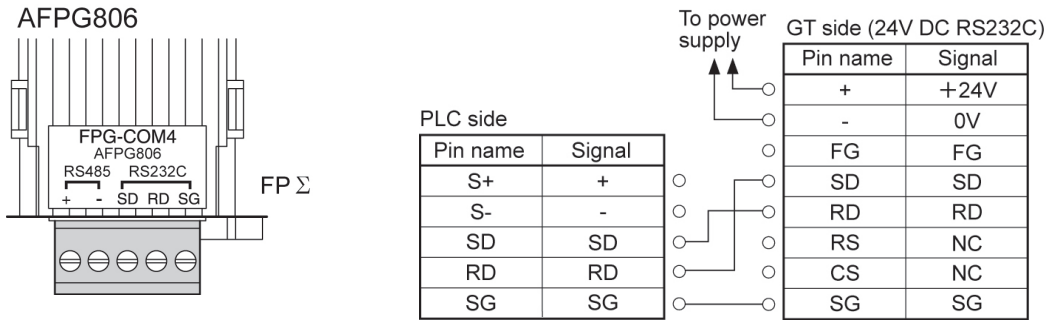 AFPG806
FPG-COM4
AFPG806
RS485 RS232C
+ - SD RD SG
FP Σ
To power
supply
PLC side
Pin name Signal
S+ +
S- -
SD SD
RD RD
SG SG
GT side (24V DC RS232C)
Pin name Signal
+ +24V
- 0V
FG FG
SD SD
RD RD
RS NC
CS NC
SG SG